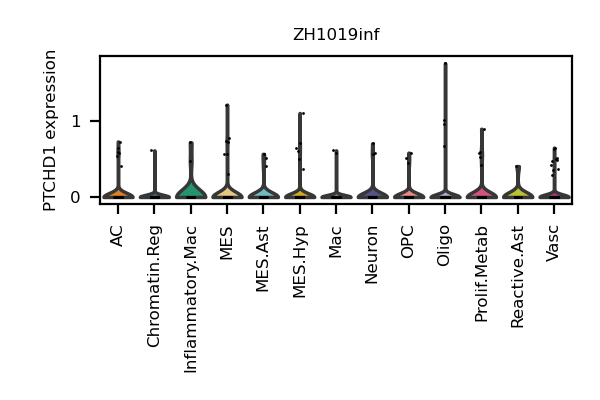 ZH1019inf
PTCHD1 expression
1
0
AC
Chromatin.Reg
Inflammatory.Mac
MES
MES.Ast
MES.Hyp
Mac
Neuron
OPC
Oligo
Prolif.Metab
Reactive.Ast
Vasc